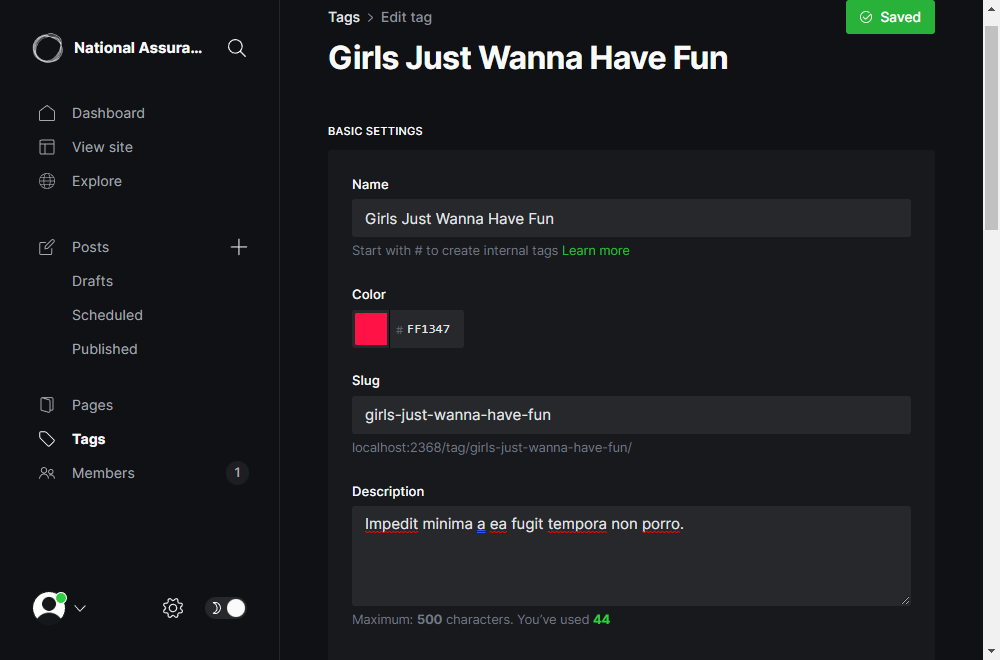 National Assura...
Dashboard
View site
Explore
Posts
Drafts
Scheduled
Published
Pages
Tags
Members
1
Tags > Edit tag
Saved
Girls Just Wanna Have Fun
BASIC SETTINGS
Name
Girls Just Wanna Have Fun
Start with # to create internal tags Learn more
Color
# FF1347
Slug
girls-just-wanna-have-fun
localhost:2368/tag/girls-just-wanna-have-fun/
Description
Impedit minima a ea fugit tempora non porro.
Maximum: 500 characters. You’ve used 44